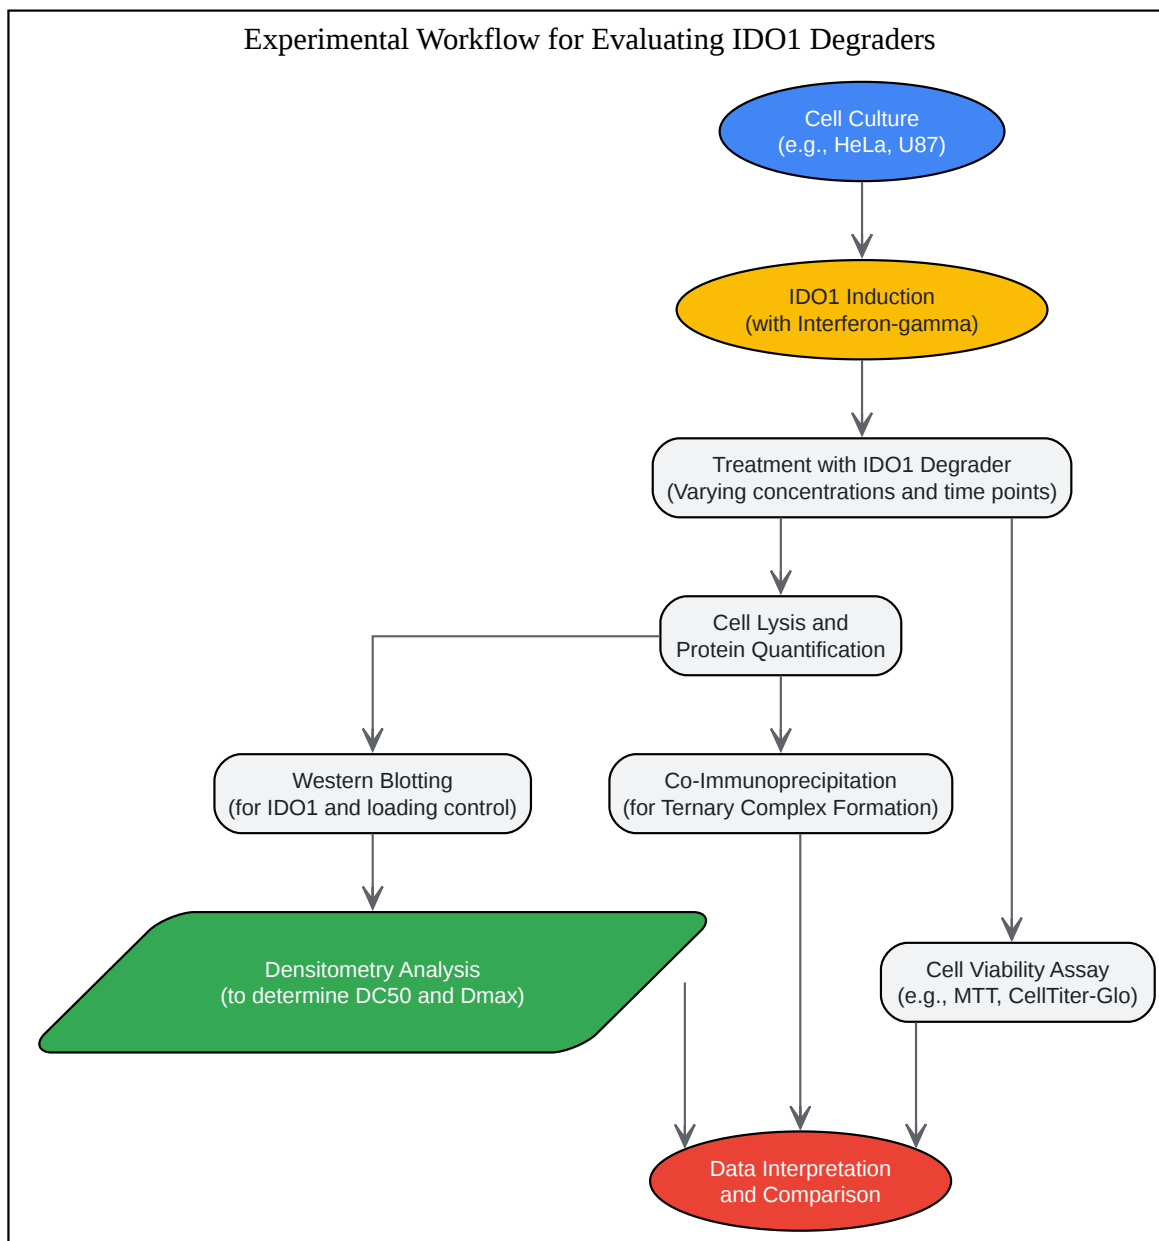 Experimental Workflow for Evaluating IDO1 Degraders
Cell Culture
(e.g., HeLa, U87)
IDO1 Induction
(with Interferon-gamma)
Treatment with IDO1 Degrader
(Varying concentrations and time points)
Cell Lysis and
Protein Quantification
Western Blotting
(for IDO1 and loading control)
Co-Immunoprecipitation
(for Ternary Complex Formation)
Densitometry Analysis
(to determine DC50 and Dmax)
Cell Viability Assay
(e.g., MTT, CellTiter-Glo)
Data Interpretation
and Comparison